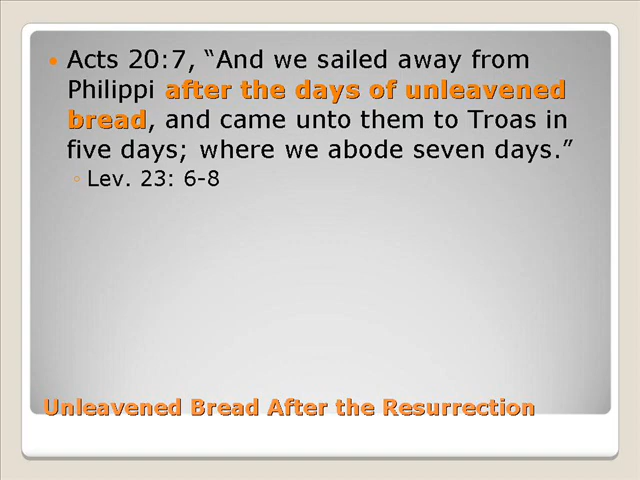 Acts 20:7, “And we sailed away from
Philippi after the days of unleavened
bread, and came unto them to Troas in
five days; where we abode seven days.”
Lev. 23: 6-8
Unleavened Bread After the Resurrection